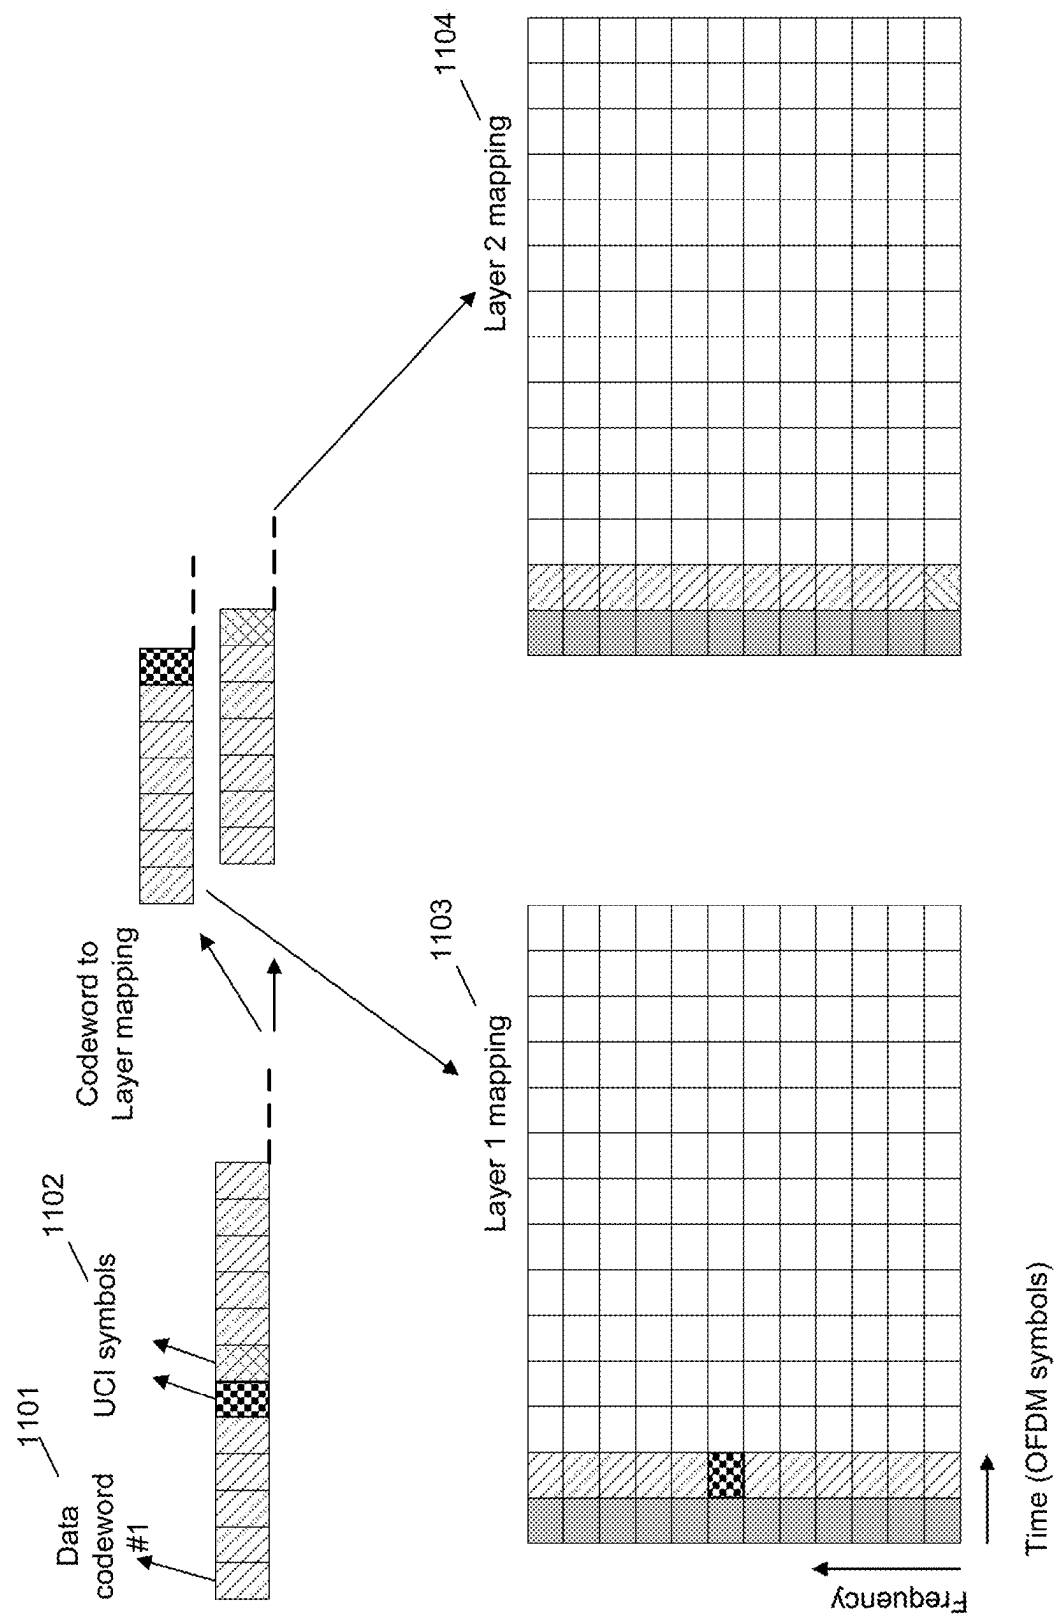 1101
Data
codeword
#1
1102
UCI symbols
Codeword to
Layer mapping
1103
Layer 1 mapping
1104
Layer 2 mapping
Frequency
Time (OFDM symbols)